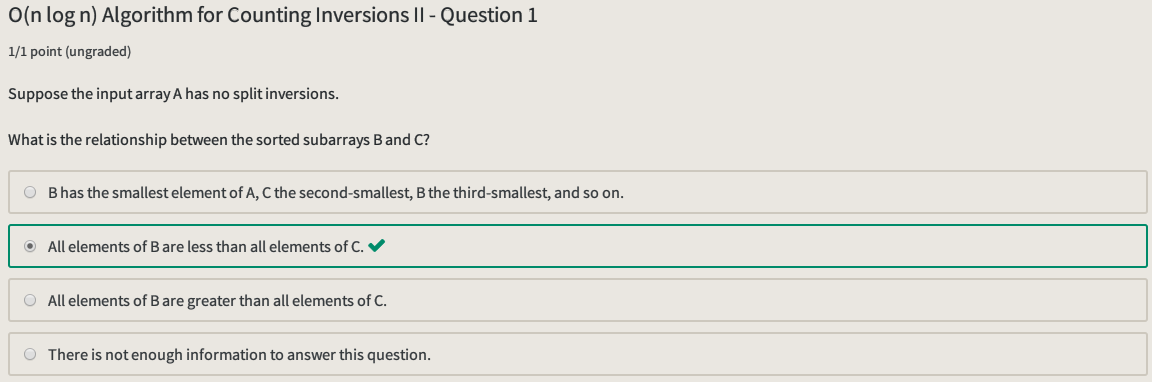 O(n log n) Algorithm for Counting Inversions II - Question 1
1/1 point (ungraded)
Suppose the input array A has no split inversions.
What is the relationship between the sorted subarrays B and C?
B has the smallest element of A, C the second-smallest, B the third-smallest, and so on.
All elements of B are less than all elements of C.
All elements of B are greater than all elements of C.
There is not enough information to answer this question.